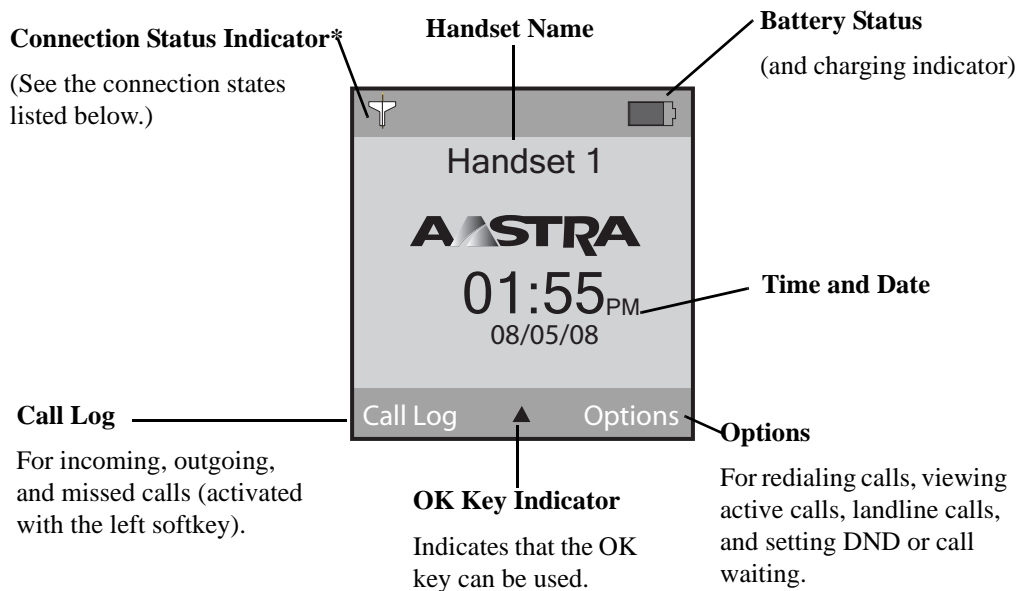 Connection Status Indicator*
(See the connection states
listed below.)
Handset Name
Battery Status
(and charging indicator)
Handset 1
AASTRA
01:55PM
08/05/08
Time and Date
Call Log
Options
Call Log
For incoming, outgoing,
and missed calls (activated
with the left softkey).
OK Key Indicator
Indicates that the OK
key can be used.
Options
For redialing calls, viewing
active calls, landline calls,
and setting DND or call
waiting.